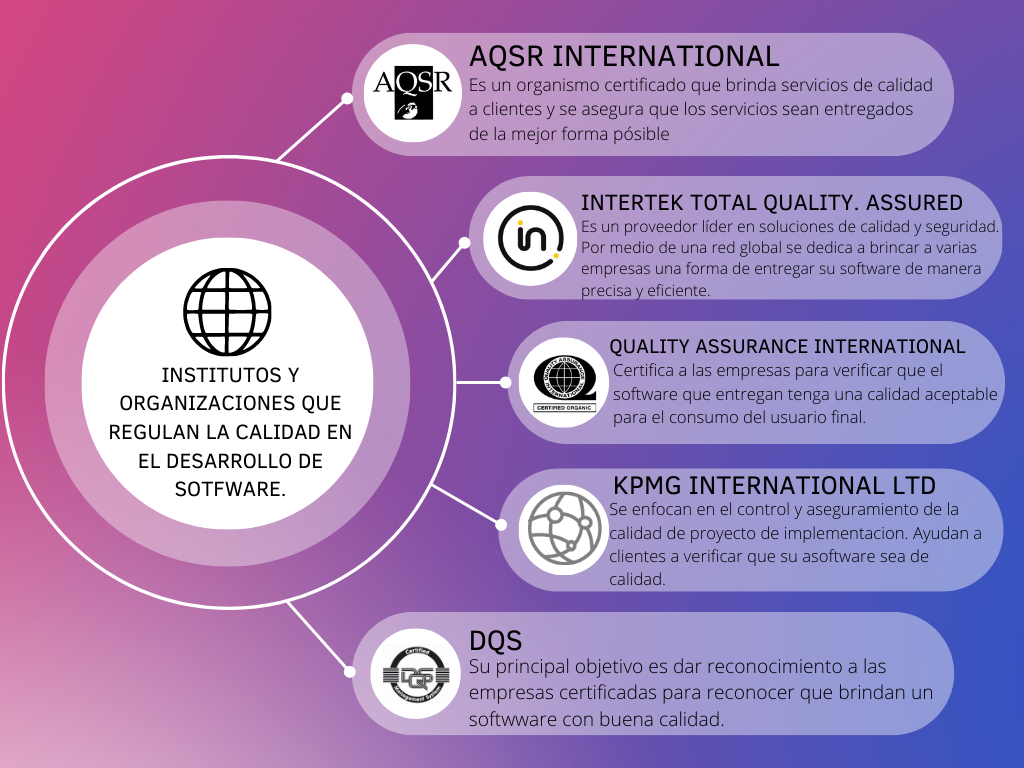 INSTITUTOS Y
ORGANIZACIONES QUE
REGULAN LA CALIDAD EN
EL DESARROLLO DE
SOTFWARE.
AQSR
AQSR INTERNATIONAL
Es un organismo certificado que brinda servicios de calidad
a clientes y se asegura que los servicios sean entregados
de la mejor forma pósible
in
INTERTEK TOTAL QUALITY. ASSURED
Es un proveedor líder en soluciones de calidad y seguridad.
Por medio de una red global se dedica a brincar a varias
empresas una forma de entregar su software de manera
precisa y eficiente.
QUALITY ASSURANCE
INTERNATIONAL
CERTIFIED ORGANIC
QUALITY ASSURANCE INTERNATIONAL
Certifica a las empresas para verificar que el
software que entregan tenga una calidad aceptable
para el consumo del usuario final.
KPMG INTERNATIONAL LTD
Se enfocan en el control y aseguramiento de la
calidad de proyecto de implementacion. Ayudan a
clientes a verificar que su asoftware sea de
calidad.
Certified
DQS
Management System
DQS
Su principal objetivo es dar reconocimiento a las
empresas certificadas para reconocer que brindan un
softwware con buena calidad.